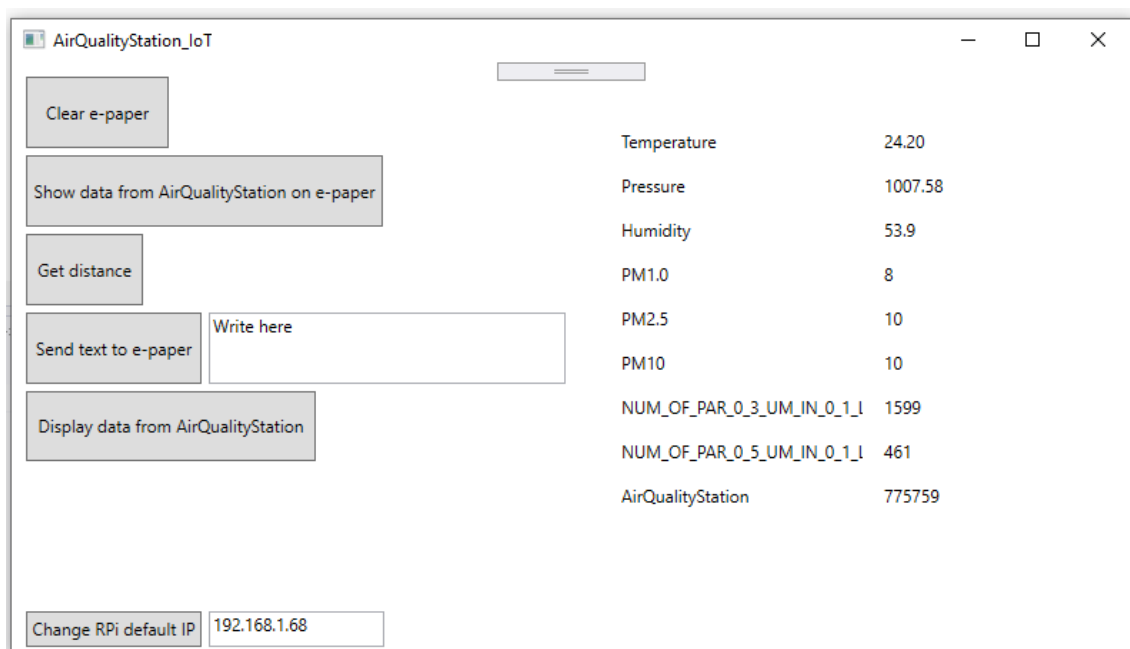 AirQualityStation_IoT
Clear e-paper
Show data from AirQualityStation on e-paper
Get distance
Send text to e-paper
Write here
Display data from AirQualityStation
Change RPi default IP
192.168.1.68
Temperature 24.20
Pressure 1007.58
Humidity 53.9
PM1.0 8
PM2.5 10
PM10 10
NUM_OF_PAR_0_3_UM_IN_0_1_L 1599
NUM_OF_PAR_0_5_UM_IN_0_1_L 461
AirQualityStation 775759